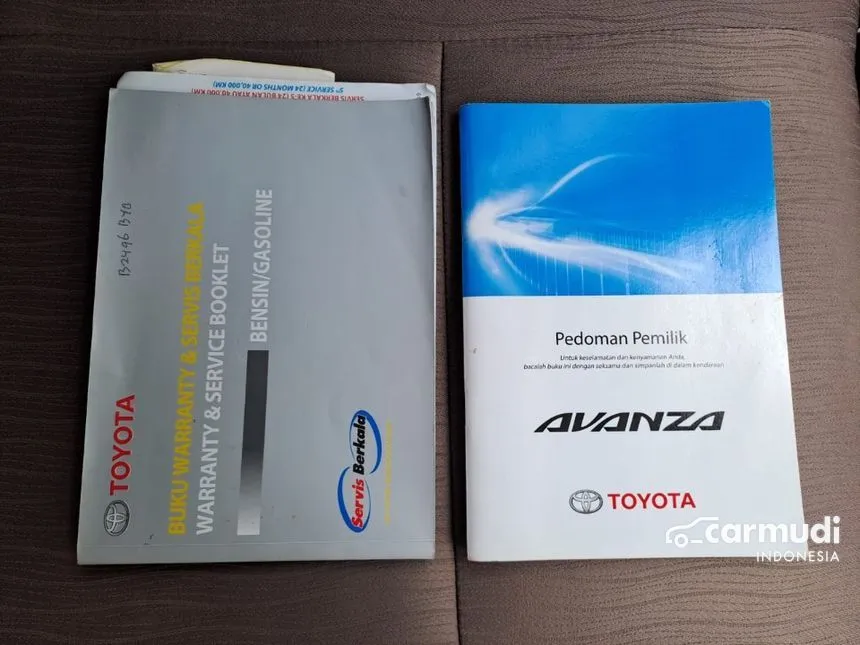 5TH SERVICE (24 MONTHS OR 40,000 KM)
SERVIS BERKALA KE-5 (24 BULAN ATAU 40,000 KM)
B2496 BYO
TOYOTA
BUKU WARRANTY & SERVIS BERKALA
WARRANTY & SERVICE BOOKLET
BENSIN/GASOLINE
Servis Berkala
Pedoman Pemilik
Untuk keselamatan dan kenyamanan Anda,
bacalah buku ini dengan seksama dan simpanlah di dalam kendaraan
AVANZA
TOYOTA
carmudi
INDONESIA